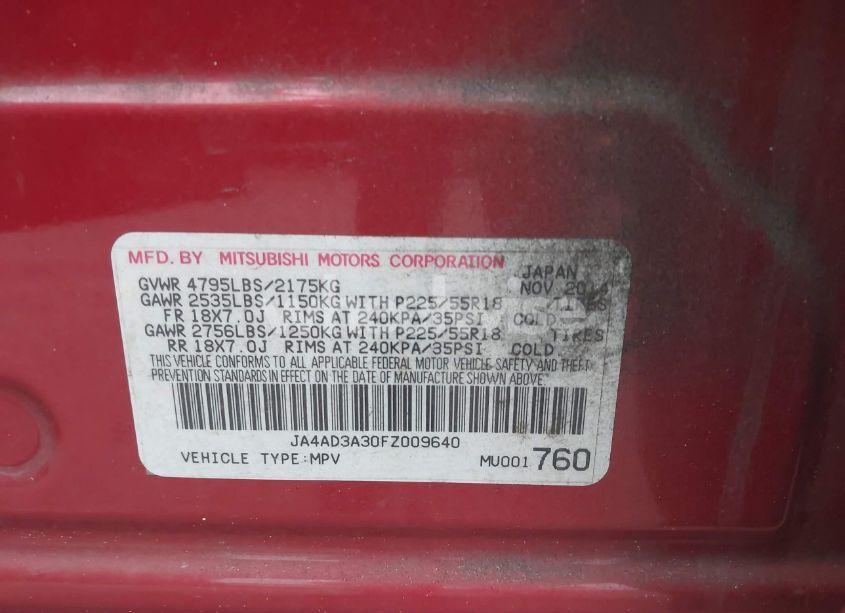 MFD. BY MITSUBISHI MOTORS CORPORATION
JAPAN
GVWR 4795LBS/2175KG NOV 2014
GAWR 2535LBS/1150KG WITH P225/55R18 TIRES
FR 18X7.0J RIMS AT 240KPA/35PSI COLD
GAWR 2756LBS/1250KG WITH P225/55R18 TIRES
RR 18X7.0J RIMS AT 240KPA/35PSI COLD
THIS VEHICLE CONFORMS TO ALL APPLICABLE FEDERAL MOTOR VEHICLE SAFETY AND THEFT
PREVENTION STANDARDS IN EFFECT ON THE DATE OF MANUFACTURE SHOWN ABOVE.
JA4AD3A30FZ009640
VEHICLE TYPE:MPV MU001 760